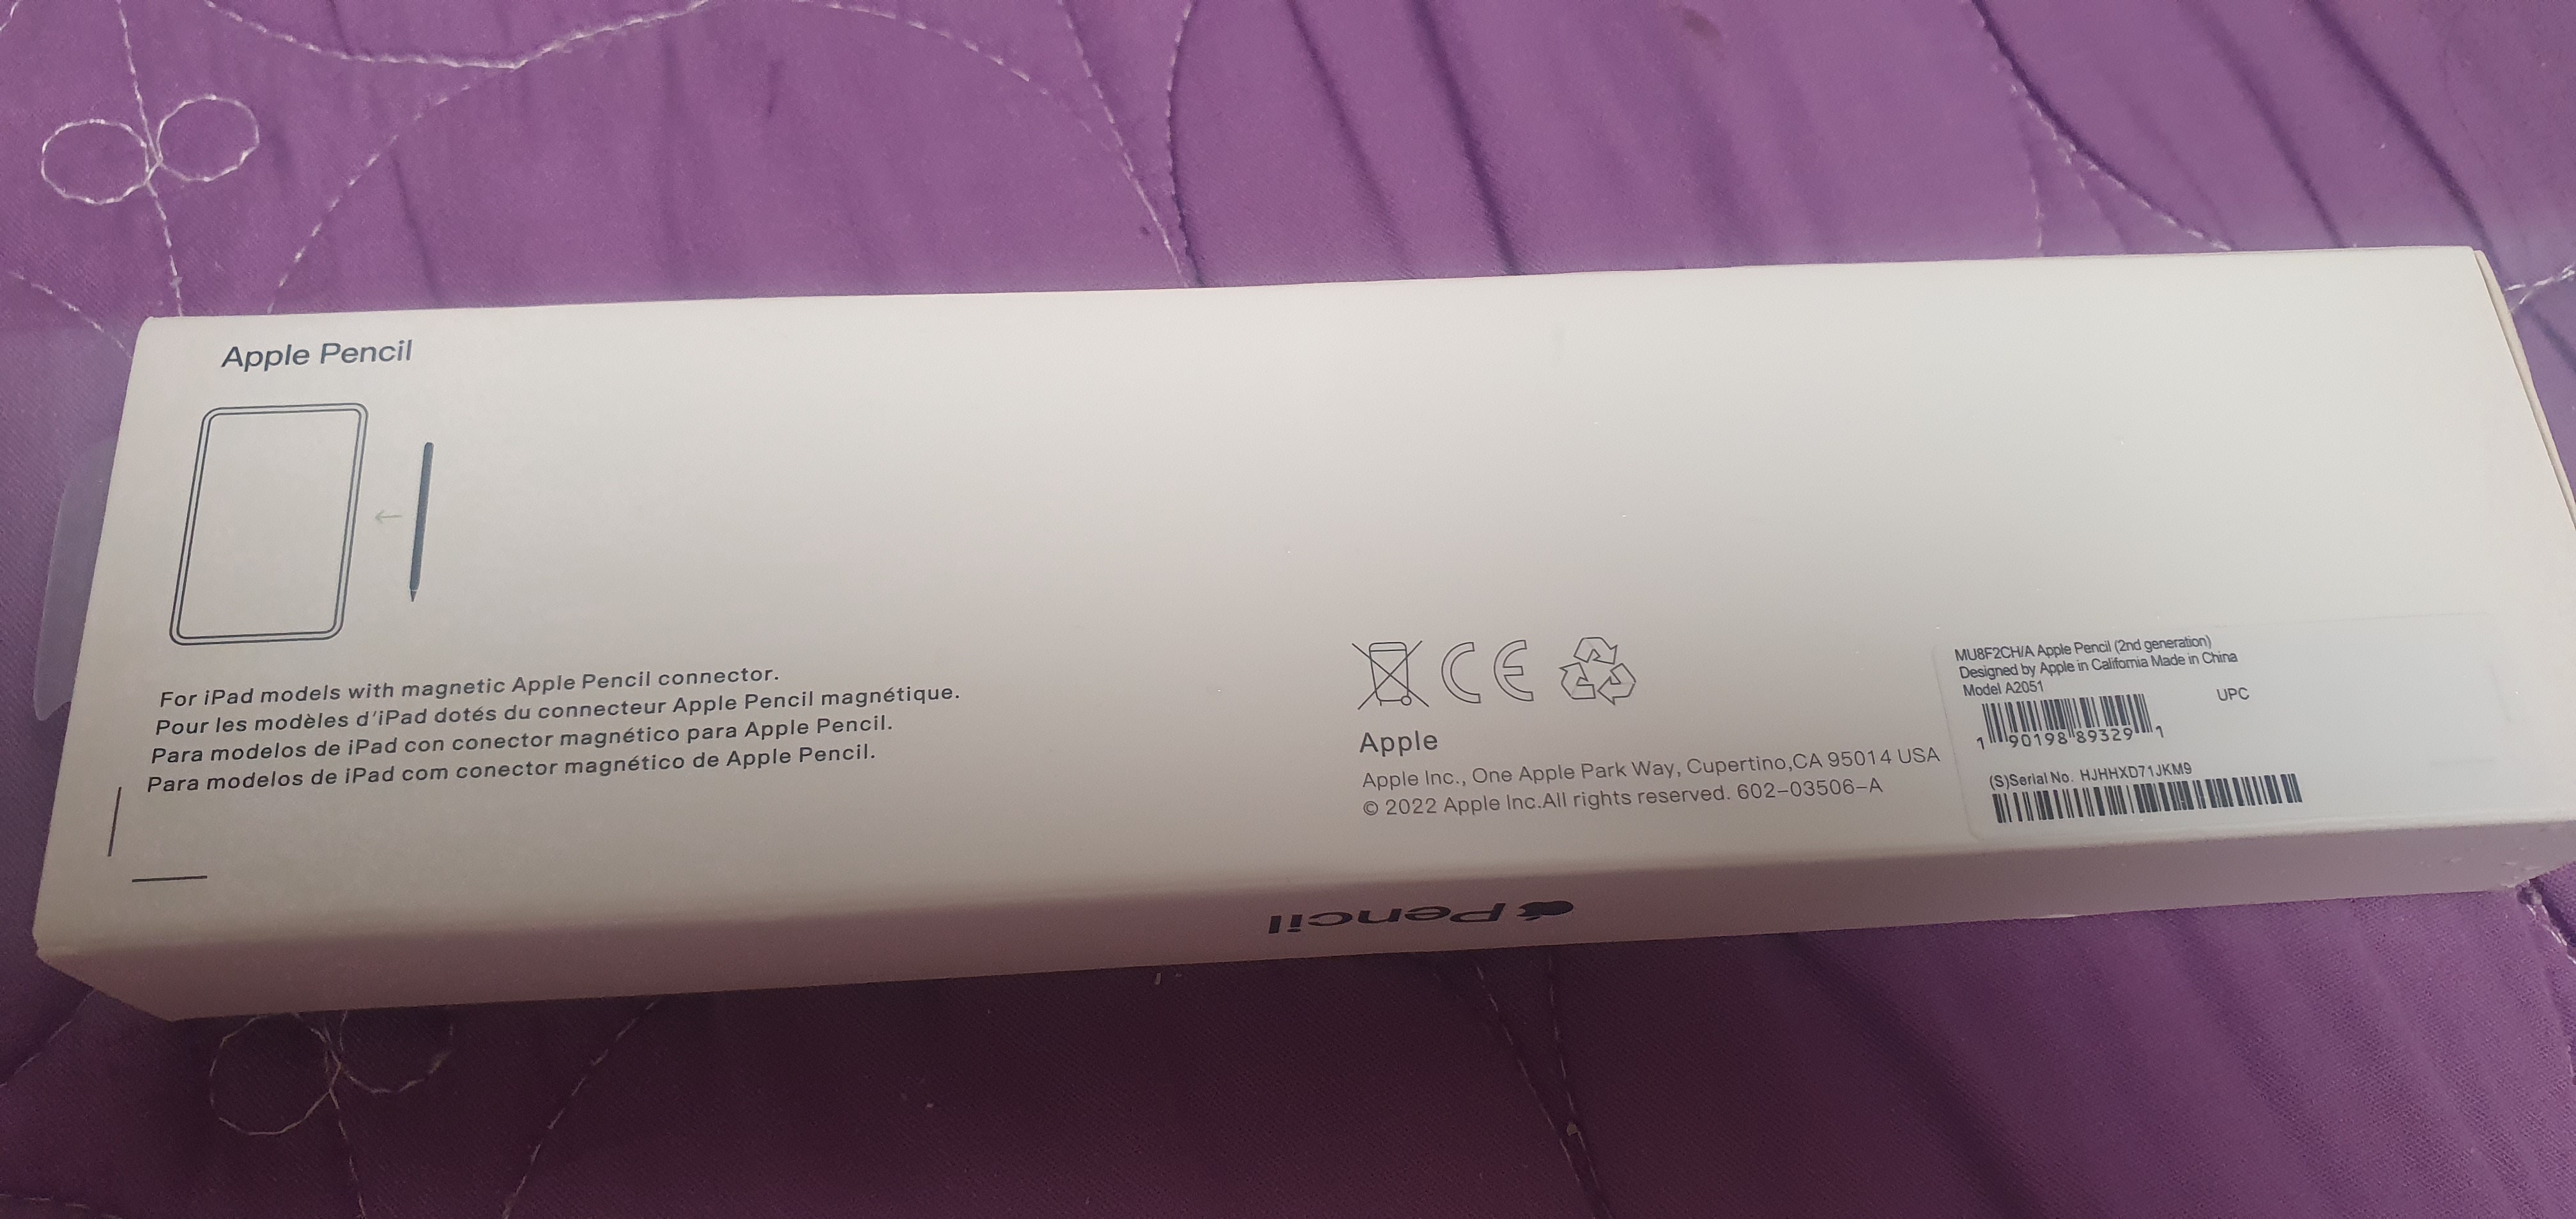 Apple Pencil
For iPad models with magnetic Apple Pencil connector.
Pour les modèles d'iPad dotés du connecteur Apple Pencil magnétique.
Para modelos de iPad con conector magnético para Apple Pencil.
Para modelos de iPad com conector magnético de Apple Pencil.
CE
Apple
Apple Inc., One Apple Park Way, Cupertino,CA 95014 USA
© 2022 Apple Inc.All rights reserved. 602-03506-A
MU8F2CH/A Apple Pencil (2nd generation)
Designed by Apple in California Made in China
Model A2051
UPC
1 90198 89329 1
(S)Serial No. HJHHXD71JKM9
Pencil